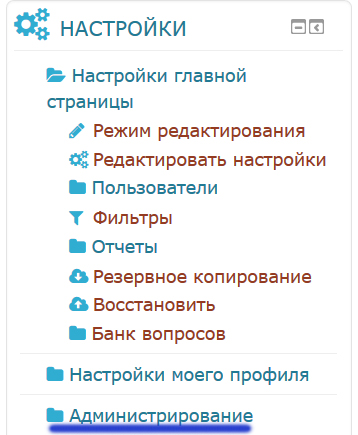 НАСТРОЙКИ
Настройки главной
страницы
Режим редактирования
Редактировать настройки
Пользователи
Фильтры
Отчеты
Резервное копирование
Восстановить
Банк вопросов
Настройки моего профиля
Администрирование